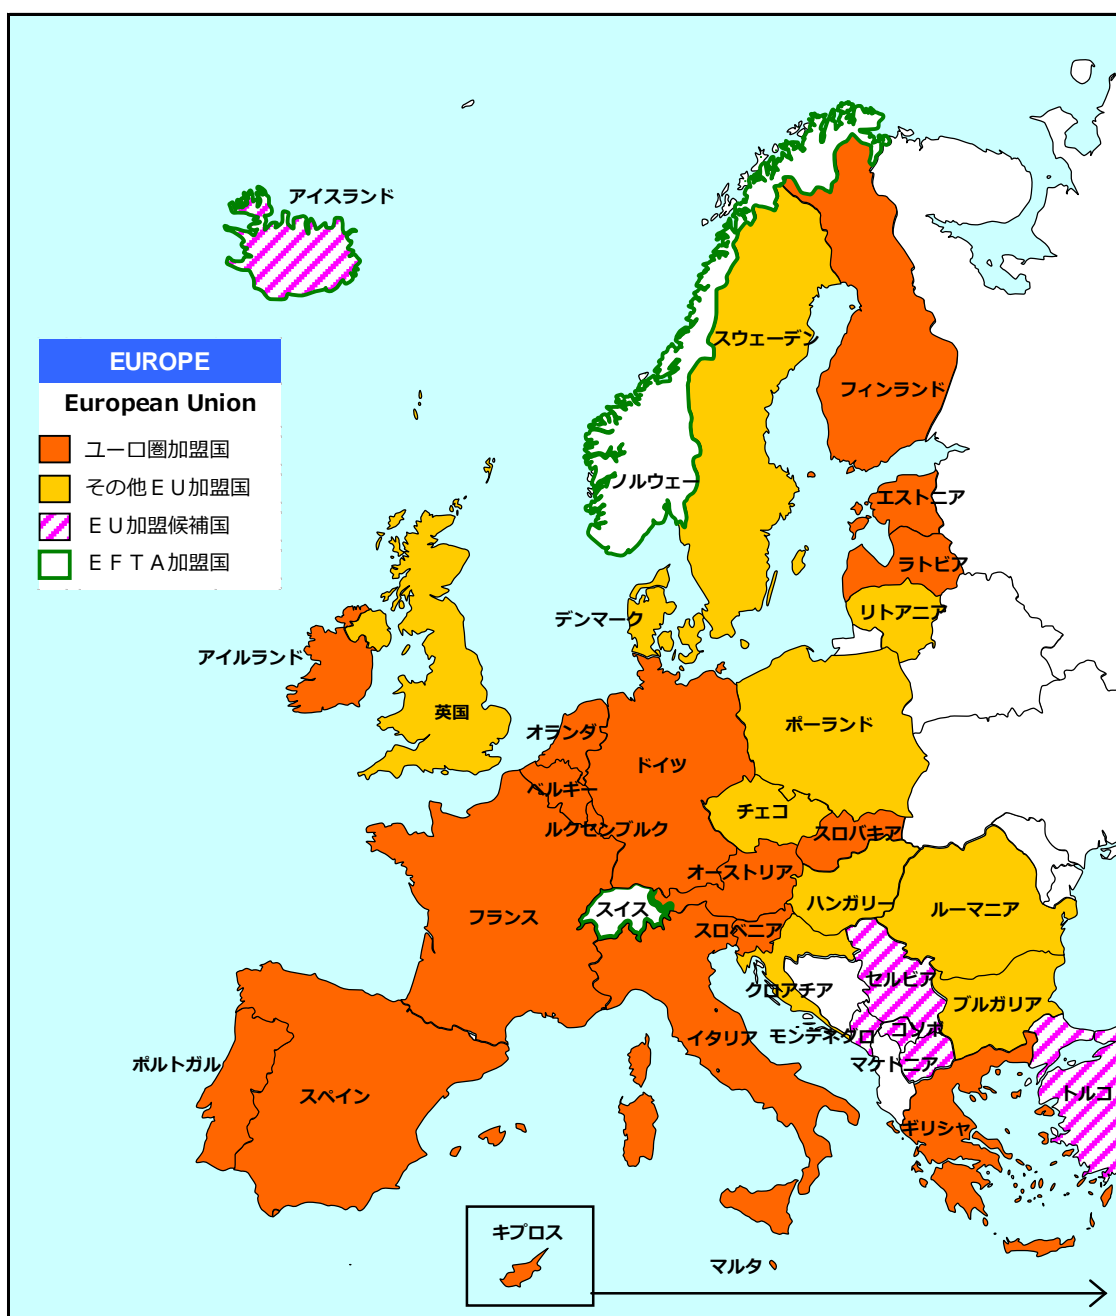 アイスランド
EUROPE
European Union
ユーロ圏加盟国
その他ＥＵ加盟国
ＥＵ加盟候補国
ＥＦＴＡ加盟国
スウェーデン
フィンランド
ノルウェー
エストニア
ラトビア
リトアニア
デンマーク
アイルランド
英国
オランダ
ポーランド
ドイツ
ベルギー
チェコ
ルクセンブルク
スロバキア
オーストリア
ハンガリー
スイス
ルーマニア
フランス
スロベニア
セルビア
クロアチア
ブルガリア
コソボ
モンテネグロ
イタリア
マケドニア
ポルトガル
スペイン
トルコ
ギリシャ
キプロス
マルタ